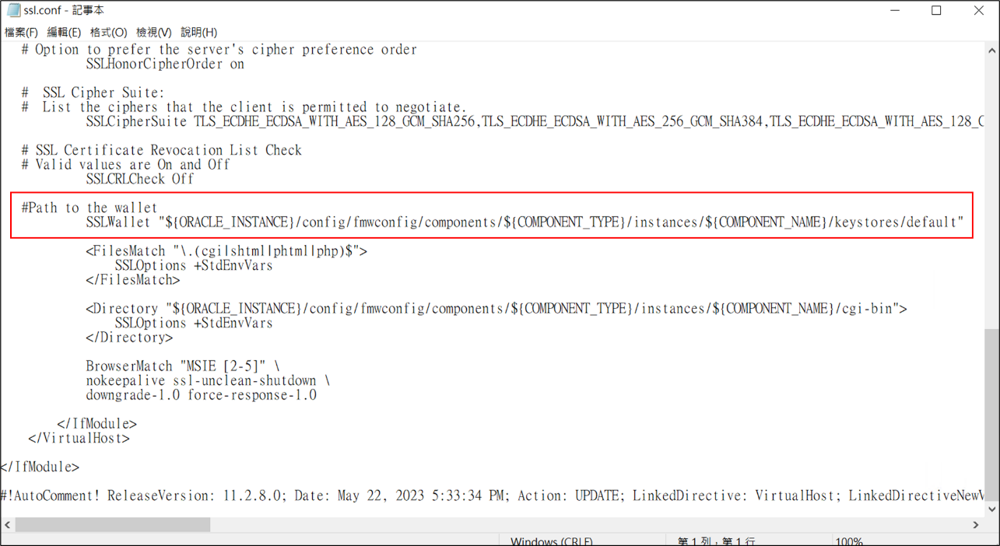 ssl.conf - 記事本
檔案(F) 編輯(E) 格式(O) 檢視(V) 說明(H)
# Option to prefer the server's cipher preference order
SSLHonorCipherOrder on
#  SSL Cipher Suite:
#  List the ciphers that the client is permitted to negotiate.
SSLCipherSuite TLS_ECDHE_ECDSA_WITH_AES_128_GCM_SHA256,TLS_ECDHE_ECDSA_WITH_AES_256_GCM_SHA384,TLS_ECDHE_ECDSA_WITH_AES_128_C
# SSL Certificate Revocation List Check
# Valid values are On and Off
SSLCRLCheck Off
#Path to the wallet
SSLWallet "${ORACLE_INSTANCE}/config/fmwconfig/components/${COMPONENT_TYPE}/instances/${COMPONENT_NAME}/keystores/default"
<FilesMatch "\.(cgi|shtml|phtml|php)$">
SSLOptions +StdEnvVars
</FilesMatch>
<Directory "${ORACLE_INSTANCE}/config/fmwconfig/components/${COMPONENT_TYPE}/instances/${COMPONENT_NAME}/cgi-bin">
SSLOptions +StdEnvVars
</Directory>
BrowserMatch "MSIE [2-5]" \
nokeepalive ssl-unclean-shutdown \
downgrade-1.0 force-response-1.0
</IfModule>
</VirtualHost>
</IfModule>
#!AutoComment! ReleaseVersion: 11.2.8.0; Date: May 22, 2023 5:33:34 PM; Action: UPDATE; LinkedDirective: VirtualHost; LinkedDirectiveNewV
Windows (CRLF) 第 1 列，第 1 行 100%